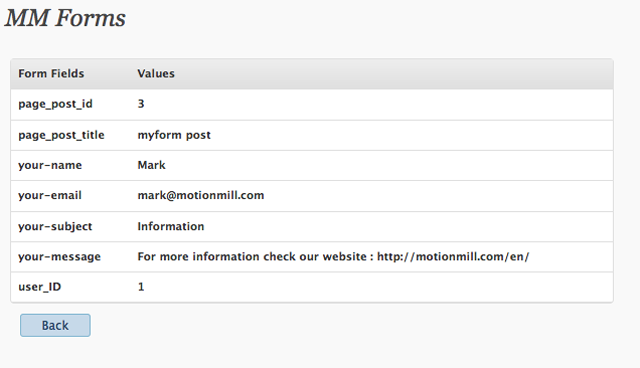 MM Forms
Form Fields Values
page_post_id 3
page_post_title myform post
your-name Mark
your-email mark@motionmill.com
your-subject Information
your-message For more information check our website : http://motionmill.com/en/
user_ID 1
Back